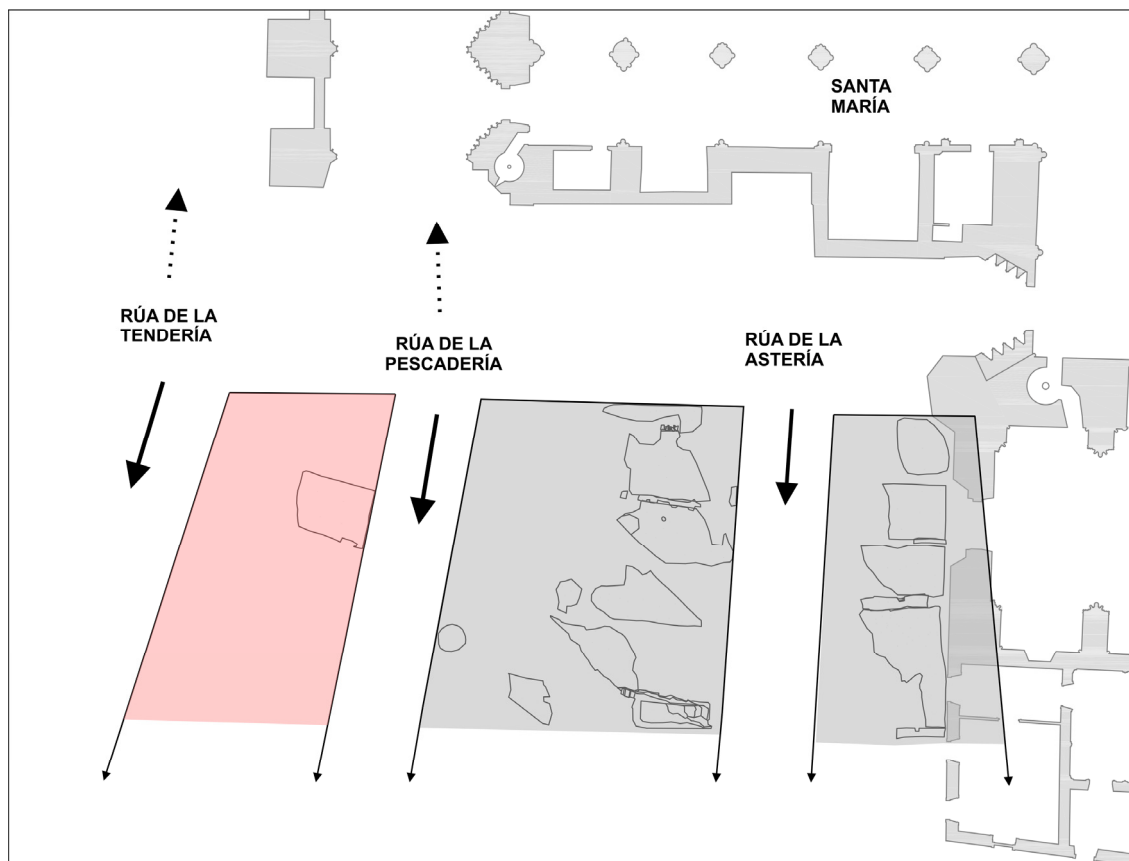 SANTA
MARÍA
RÚA DE LA
TENDERÍA
RÚA DE LA
PESCADERÍA
RÚA DE LA
ASTERÍA